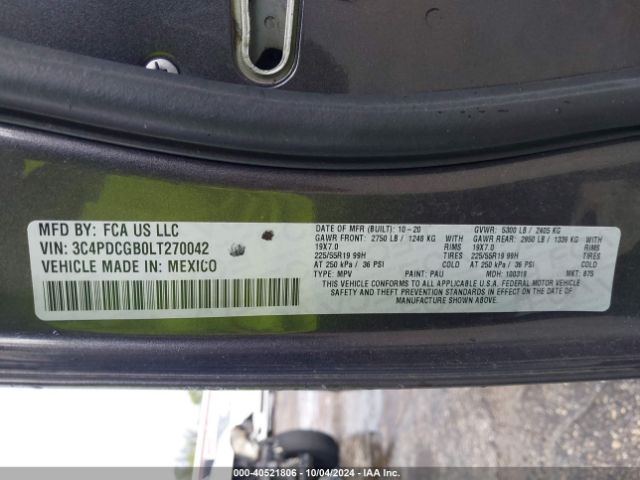 MFD BY: FCA US LLC
VIN: 3C4PDCGB0LT270042
VEHICLE MADE IN: MEXICO
DATE OF MFR (BUILT): 10-20 GVWR: 5300 LB / 2405 KG
GAWR FRONT: 2750 LB / 1248 KG GAWR REAR: 2950 LB / 1339 KG
19X7.0 RIMS 19X7.0 RIMS
225/55R19 99H TIRES 225/55R19 99H TIRES
AT 250 kPa / 36 PSI COLD AT 250 kPa / 36 PSI COLD
TYPE: MPV PAINT: PAU MDH: 100318 MKT: 875
THIS VEHICLE CONFORMS TO ALL APPLICABLE U.S.A. FEDERAL MOTOR VEHICLE
SAFETY AND THEFT PREVENTION STANDARDS IN EFFECT ON THE DATE OF
MANUFACTURE SHOWN ABOVE.
000-40521806 - 10/04/2024 - IAA Inc.